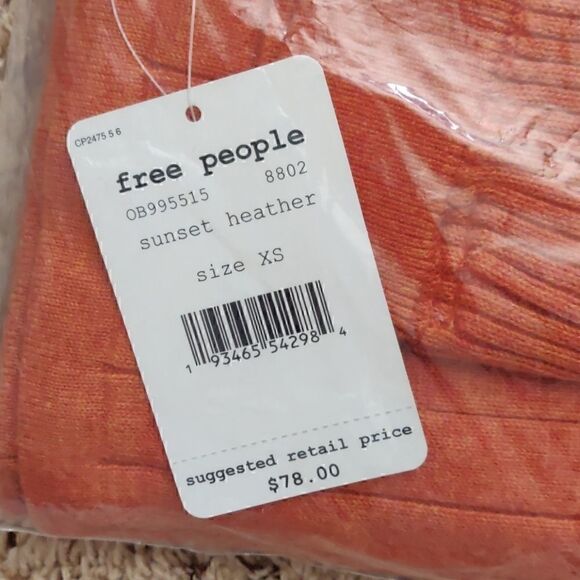 CP2475 5 6
free people
OB995515 8802
sunset heather
size XS
1 93465 54298 4
suggested retail price
$78.00